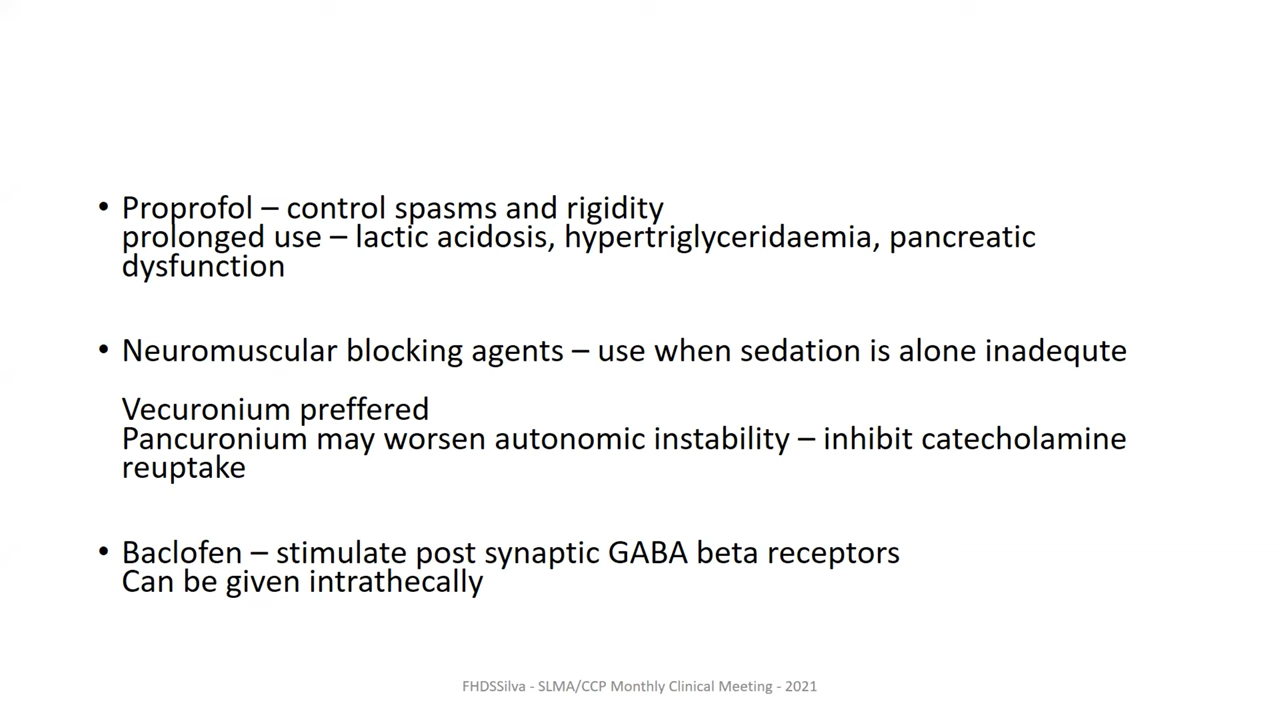 • Proprofol – control spasms and rigidity
prolonged use – lactic acidosis, hypertriglyceridaemia, pancreatic
dysfunction
• Neuromuscular blocking agents – use when sedation is alone inadequte
Vecuronium preffered
Pancuronium may worsen autonomic instability – inhibit catecholamine
reuptake
• Baclofen – stimulate post synaptic GABA beta receptors
Can be given intrathecally
FHDSSilva - SLMA/CCP Monthly Clinical Meeting - 2021